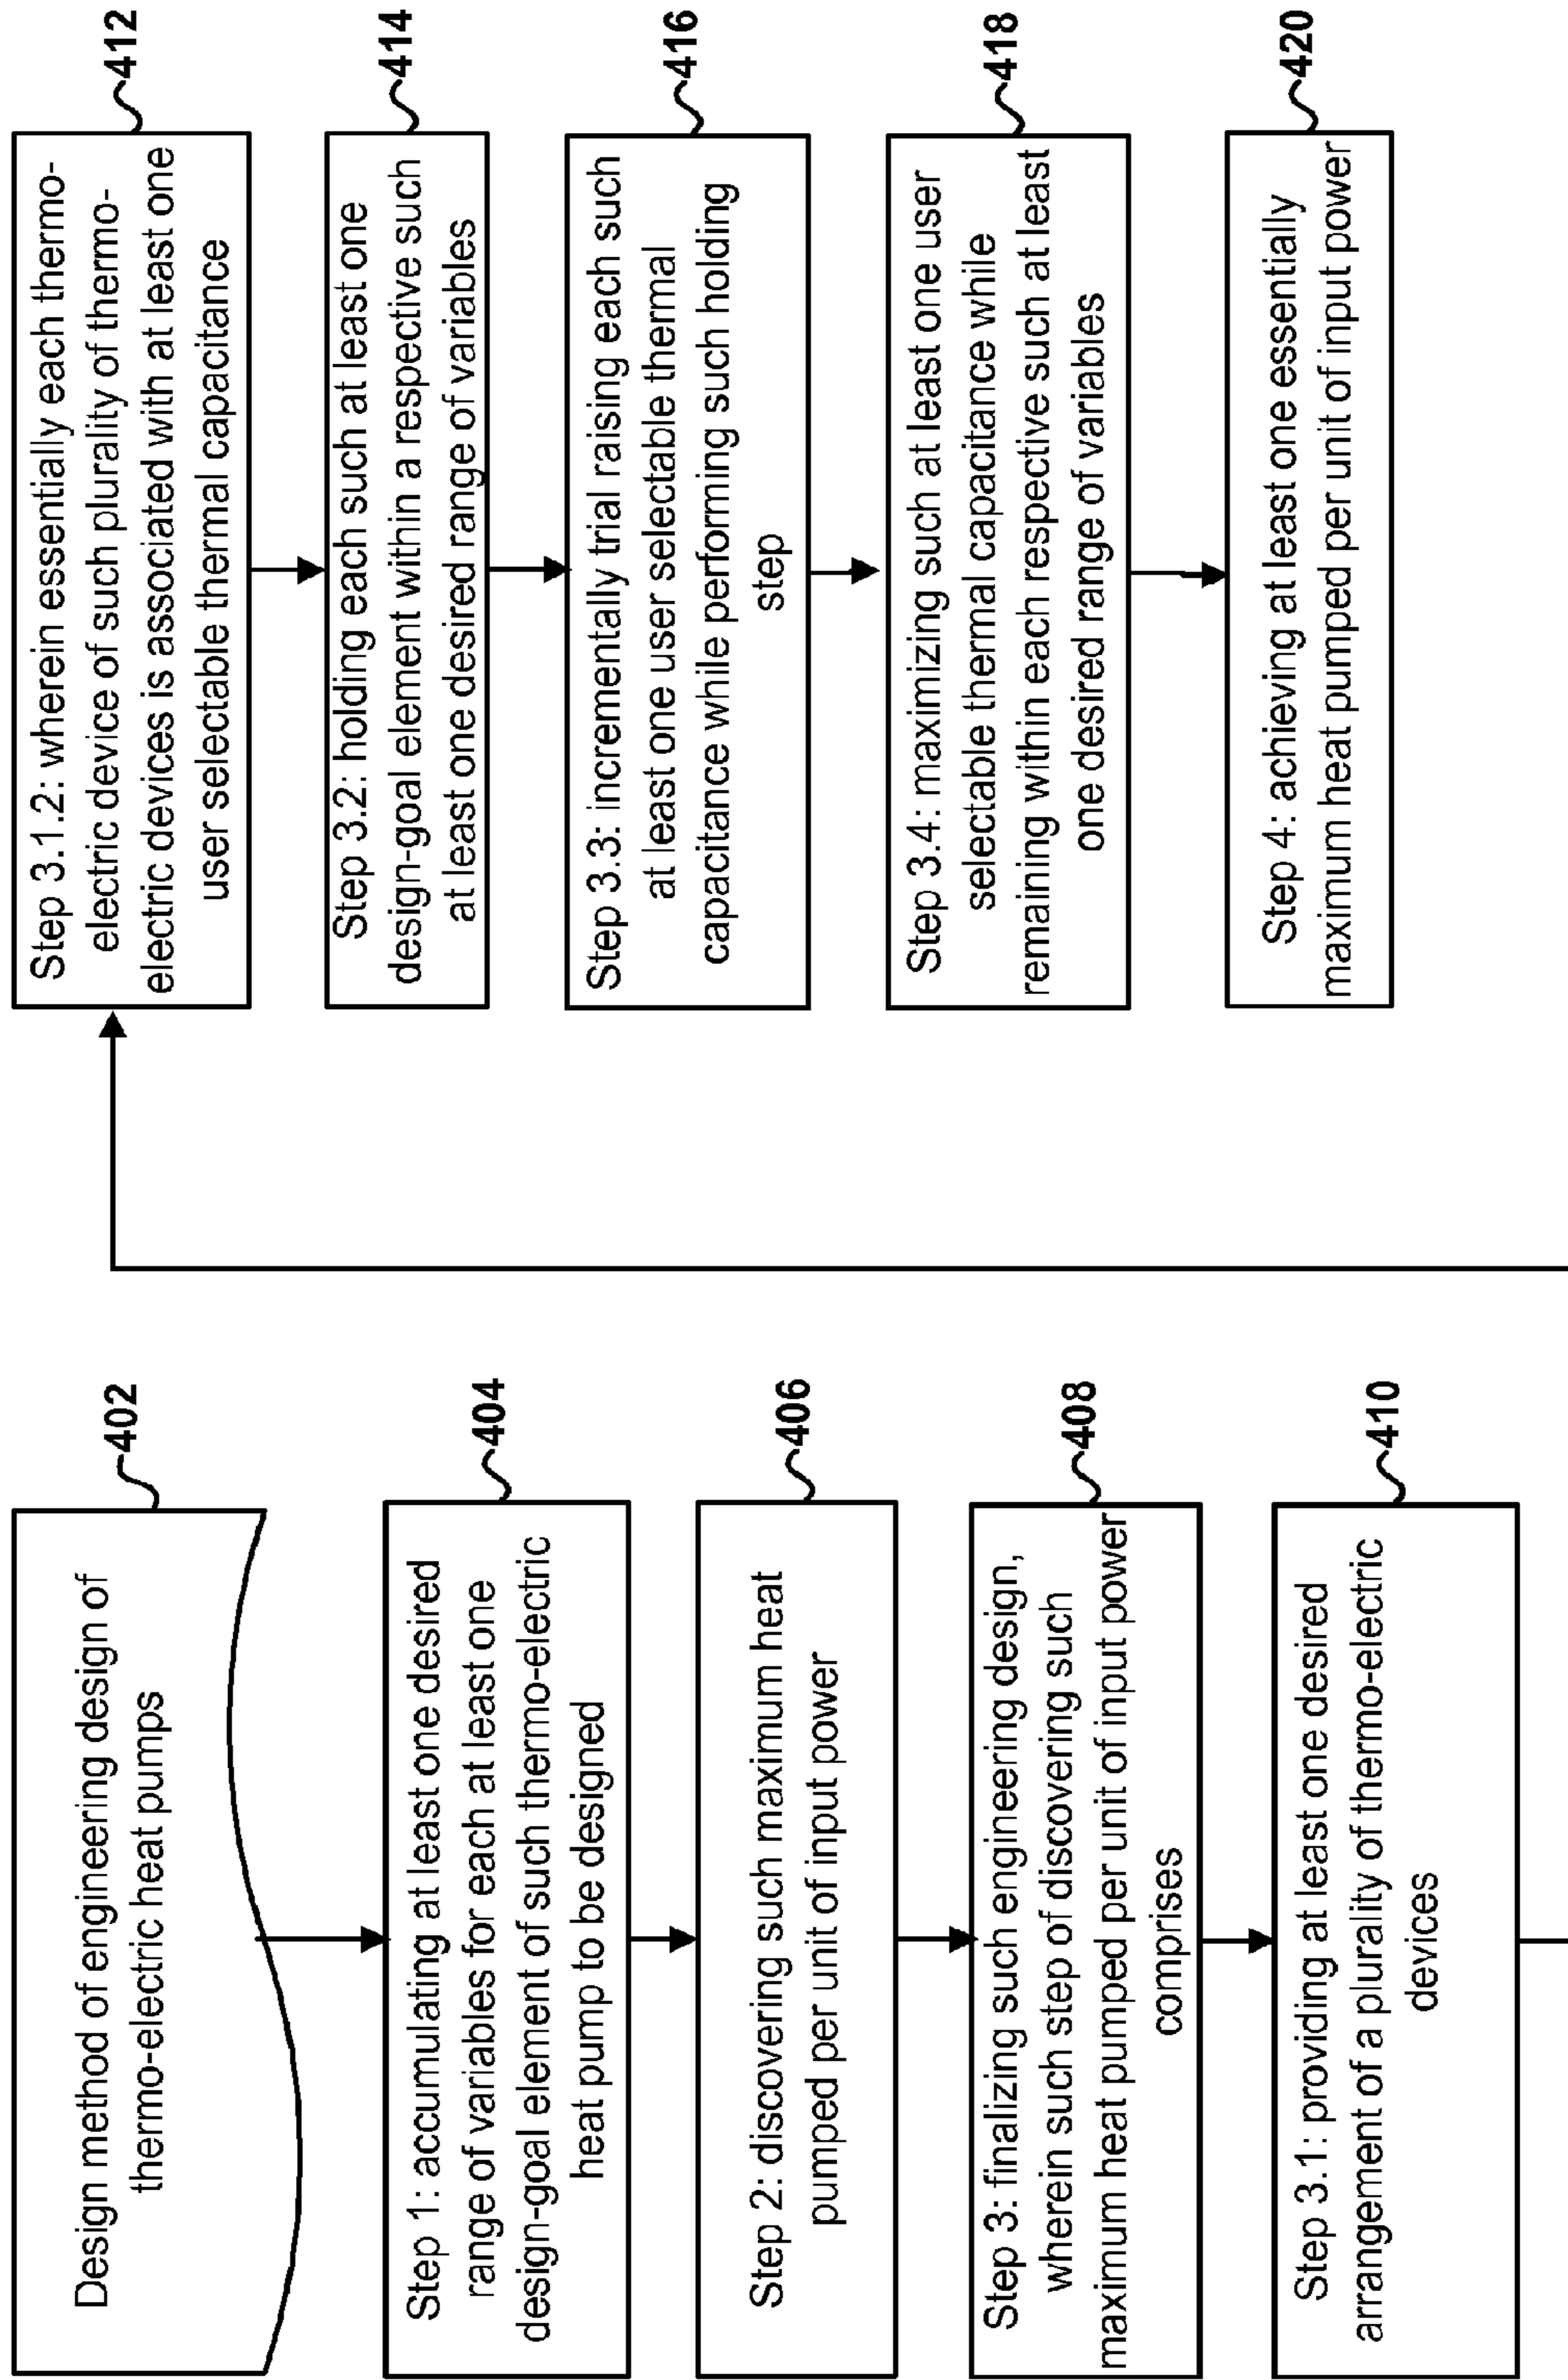 Design method of engineering design of
thermo-electric heat pumps
402
Step 1: accumulating at least one desired
range of variables for each at least one
design-goal element of such thermo-electric
heat pump to be designed
404
Step 2: discovering such maximum heat
pumped per unit of input power
406
Step 3: finalizing such engineering design,
wherein such step of discovering such
maximum heat pumped per unit of input power
comprises
408
Step 3.1: providing at least one desired
arrangement of a plurality of thermo-electric
devices
410
Step 3.1.2: wherein essentially each thermo-
electric device of such plurality of thermo-
electric devices is associated with at least one
user selectable thermal capacitance
412
Step 3.2: holding each such at least one
design-goal element within a respective such
at least one desired range of variables
414
Step 3.3: incrementally trial raising each such
at least one user selectable thermal
capacitance while performing such holding
step
416
Step 3.4: maximizing such at least one user
selectable thermal capacitance while
remaining within each respective such at least
one desired range of variables
418
Step 4: achieving at least one essentially
maximum heat pumped per unit of input power
420